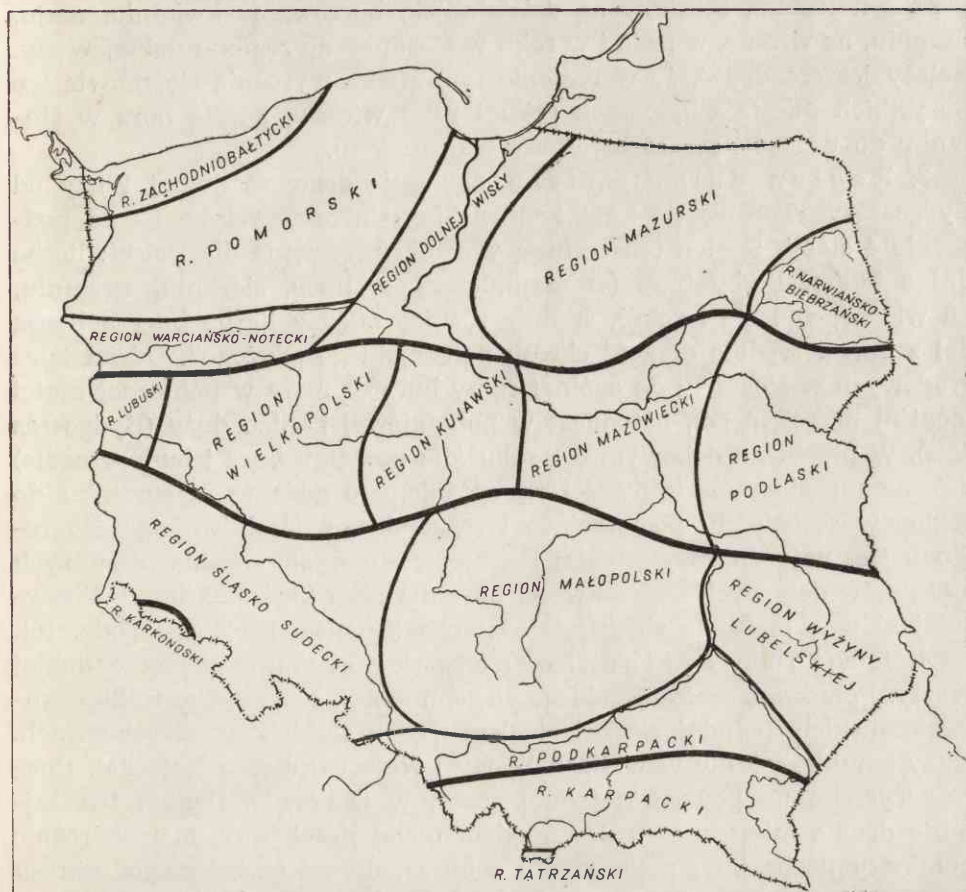 R. ZACHODNIOBAŁTYCKI
R. POMORSKI
REGION DOLNEJ WISŁY
REGION MAZURSKI
R. NARWIAŃSKO-
BIEBRZAŃSKI
REGION WARCIAŃSKO-NOTECKI
R. LUBUSKI
REGION
WIELKOPOLSKI
REGION KUJAWSKI
REGION MAZOWIECKI
REGION
PODLASKI
REGION ŚLĄSKO
SUDECKI
R. KARKONOSKI
REGION MAŁOPOLSKI
REGION WYŻYNY
LUBELSKIEJ
R. PODKARPACKI
R. KARPACKI
R. TATRZAŃSKI